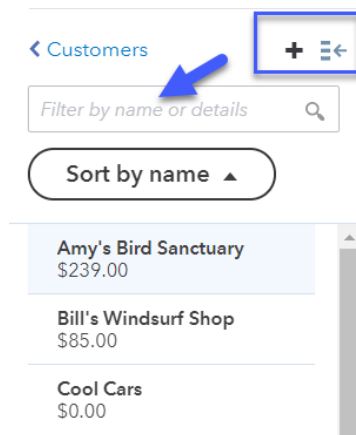 Customers
Filter by name or details
Sort by name
Amy's Bird Sanctuary
$239.00
Bill's Windsurf Shop
$85.00
Cool Cars
$0.00